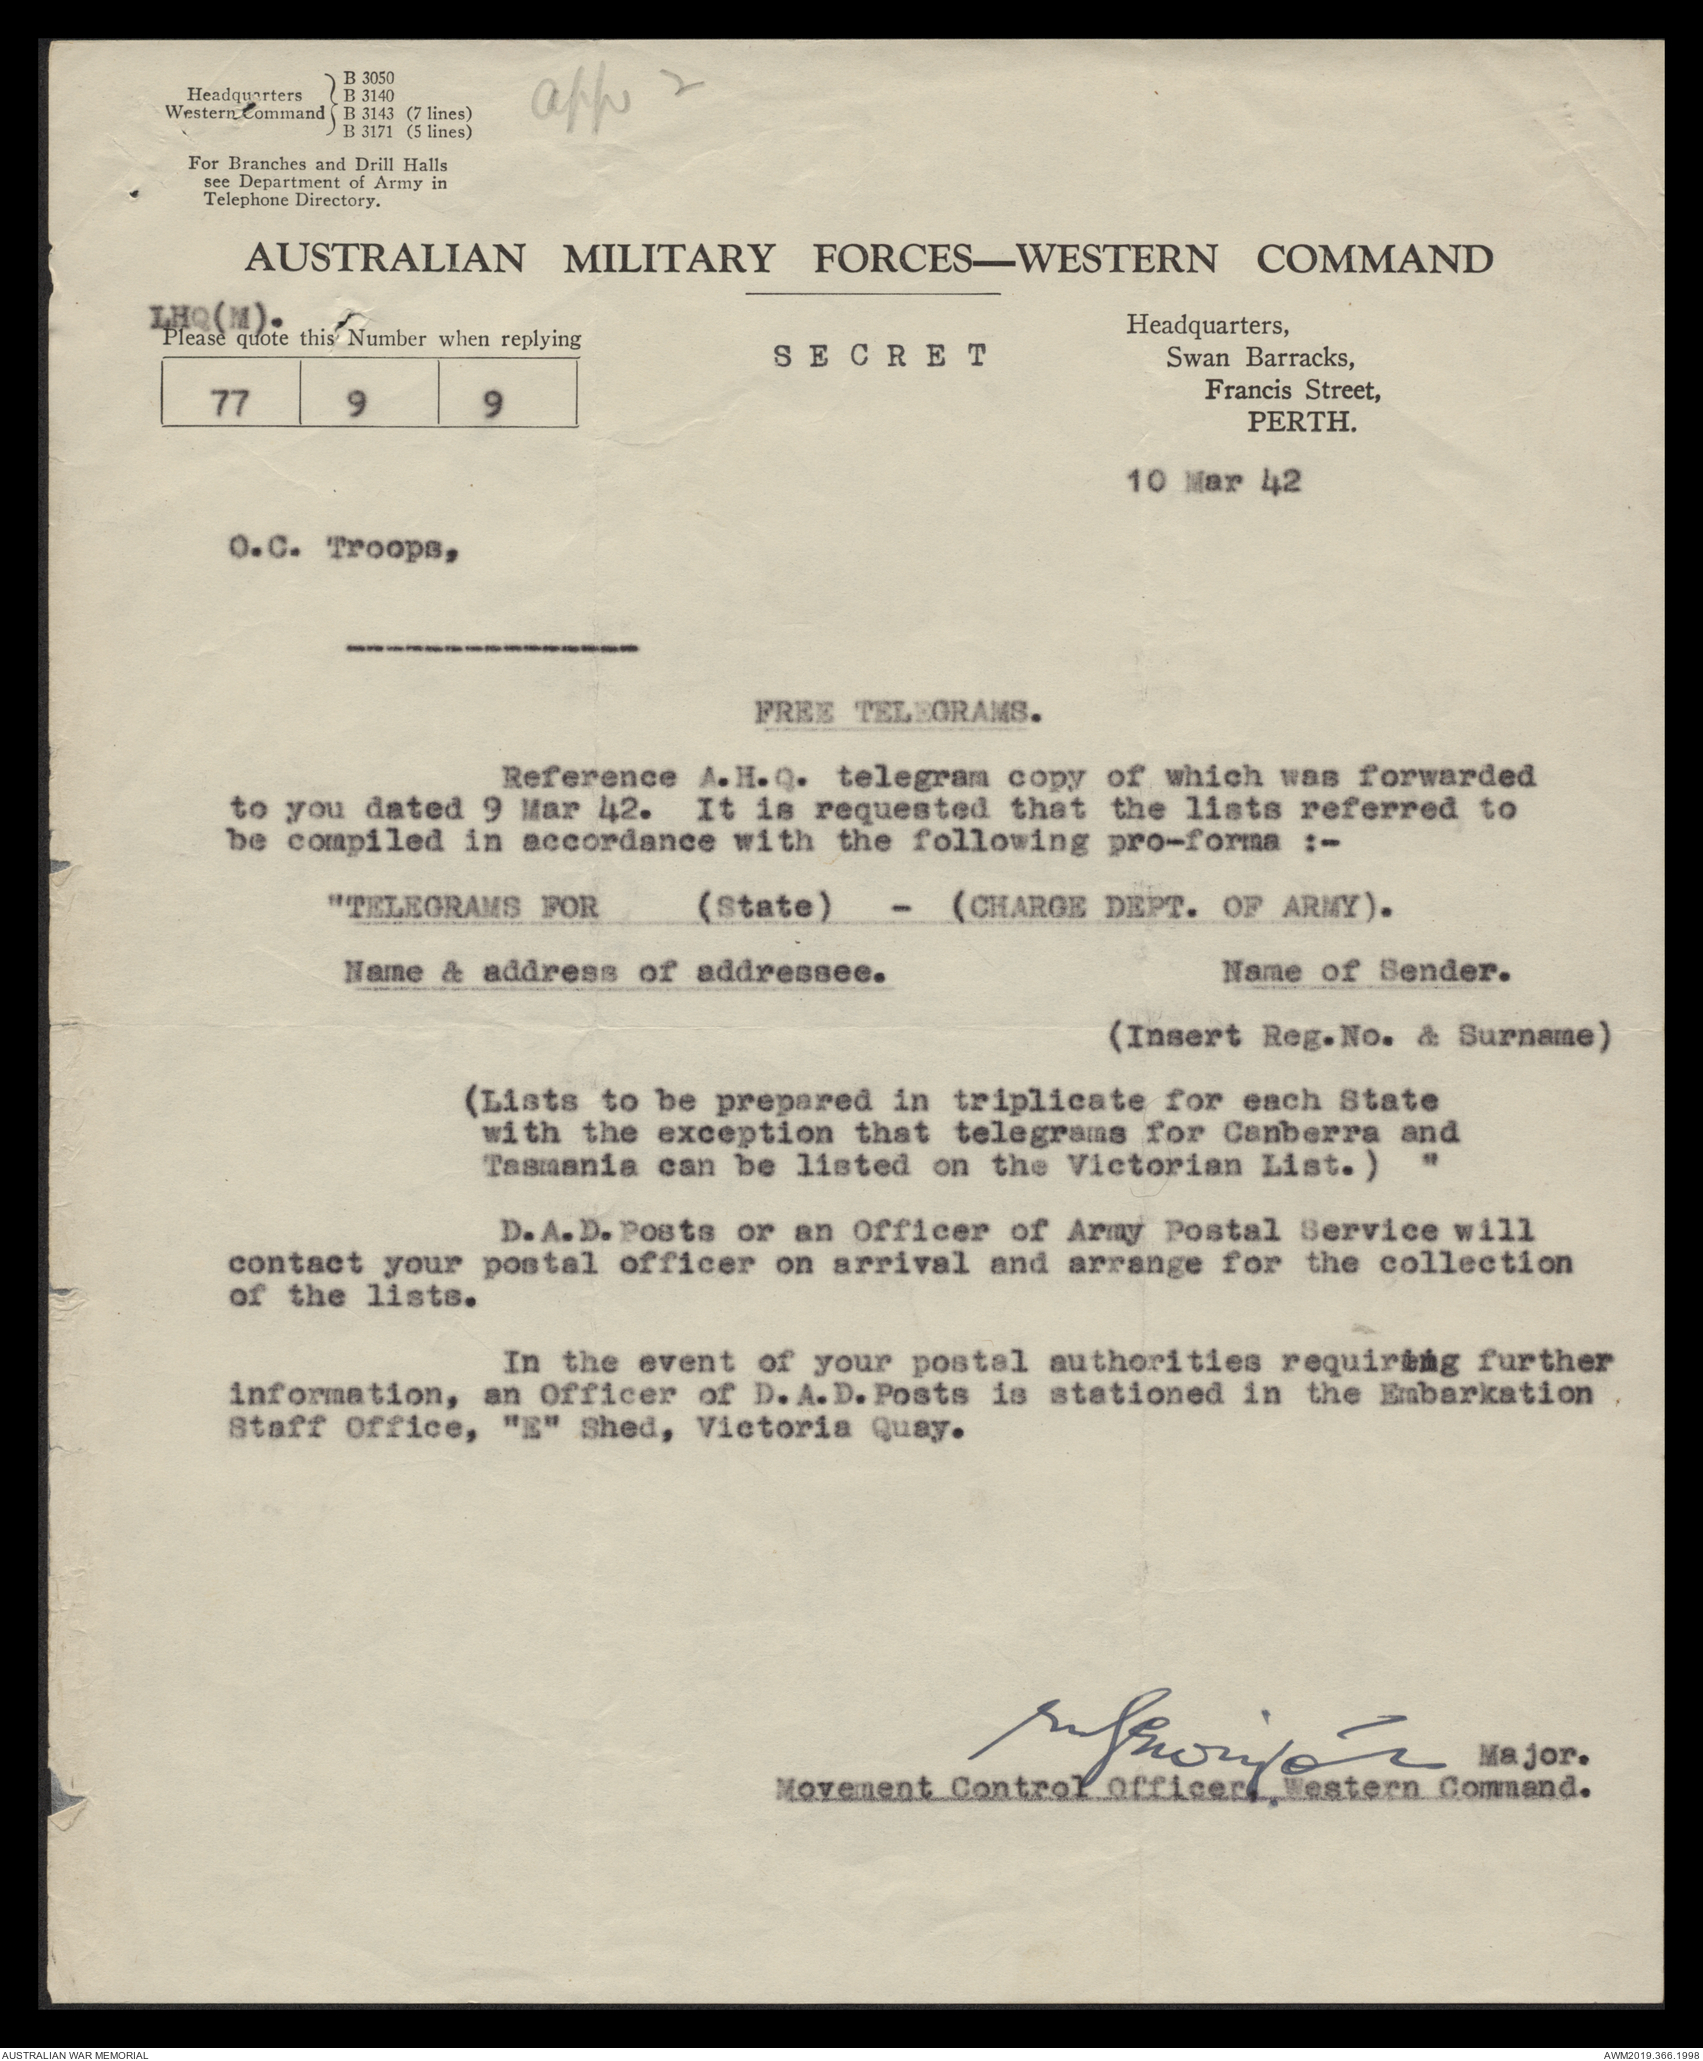 Headquarters Western Command
B 3050
B 3140
B 3143 (7 lines)
B 3171 (5 lines)
app 2
For Branches and Drill Halls
see Department of Army in
Telephone Directory.
AUSTRALIAN MILITARY FORCES—WESTERN COMMAND
LHQ(M).
Please quote this Number when replying
77 9 9
SECRET
Headquarters,
Swan Barracks,
Francis Street,
PERTH.
10 Mar 42
O.C. Troops,
FREE TELEGRAMS.
Reference A.H.Q. telegram copy of which was forwarded
to you dated 9 Mar 42. It is requested that the lists referred to
be compiled in accordance with the following pro-forma :-
"TELEGRAMS FOR (State) - (CHARGE DEPT. OF ARMY).
Name & address of addressee. Name of Sender.
(Insert Reg.No. & Surname)
(Lists to be prepared in triplicate for each State
with the exception that telegrams for Canberra and
Tasmania can be listed on the Victorian List.) "
D.A.D.Posts or an Officer of Army Postal Service will
contact your postal officer on arrival and arrange for the collection
of the lists.
In the event of your postal authorities requiring further
information, an Officer of D.A.D.Posts is stationed in the Embarkation
Staff Office, "E" Shed, Victoria Quay.
Major.
Movement Control Officer, Western Command.
AUSTRALIAN WAR MEMORIAL
AWM2019.366.1998